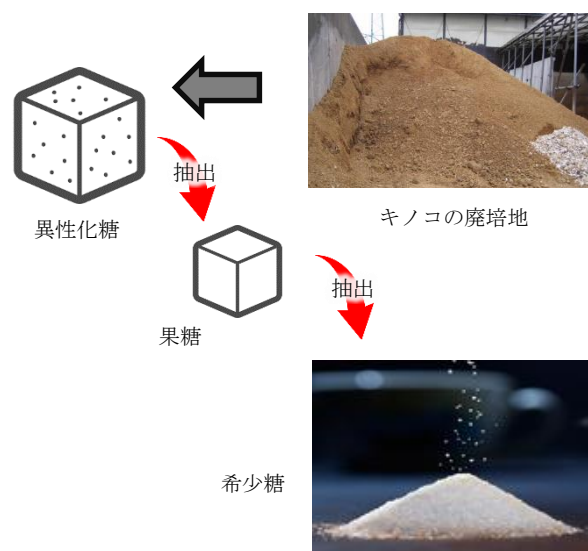 抽出
キノコの廃培地
異性化糖
抽出
果糖
希少糖